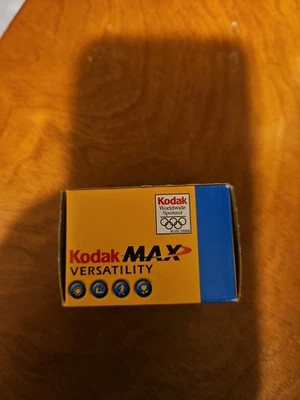 Kodak
Worldwide
Sponsor
Kodak MAX
VERSATILITY